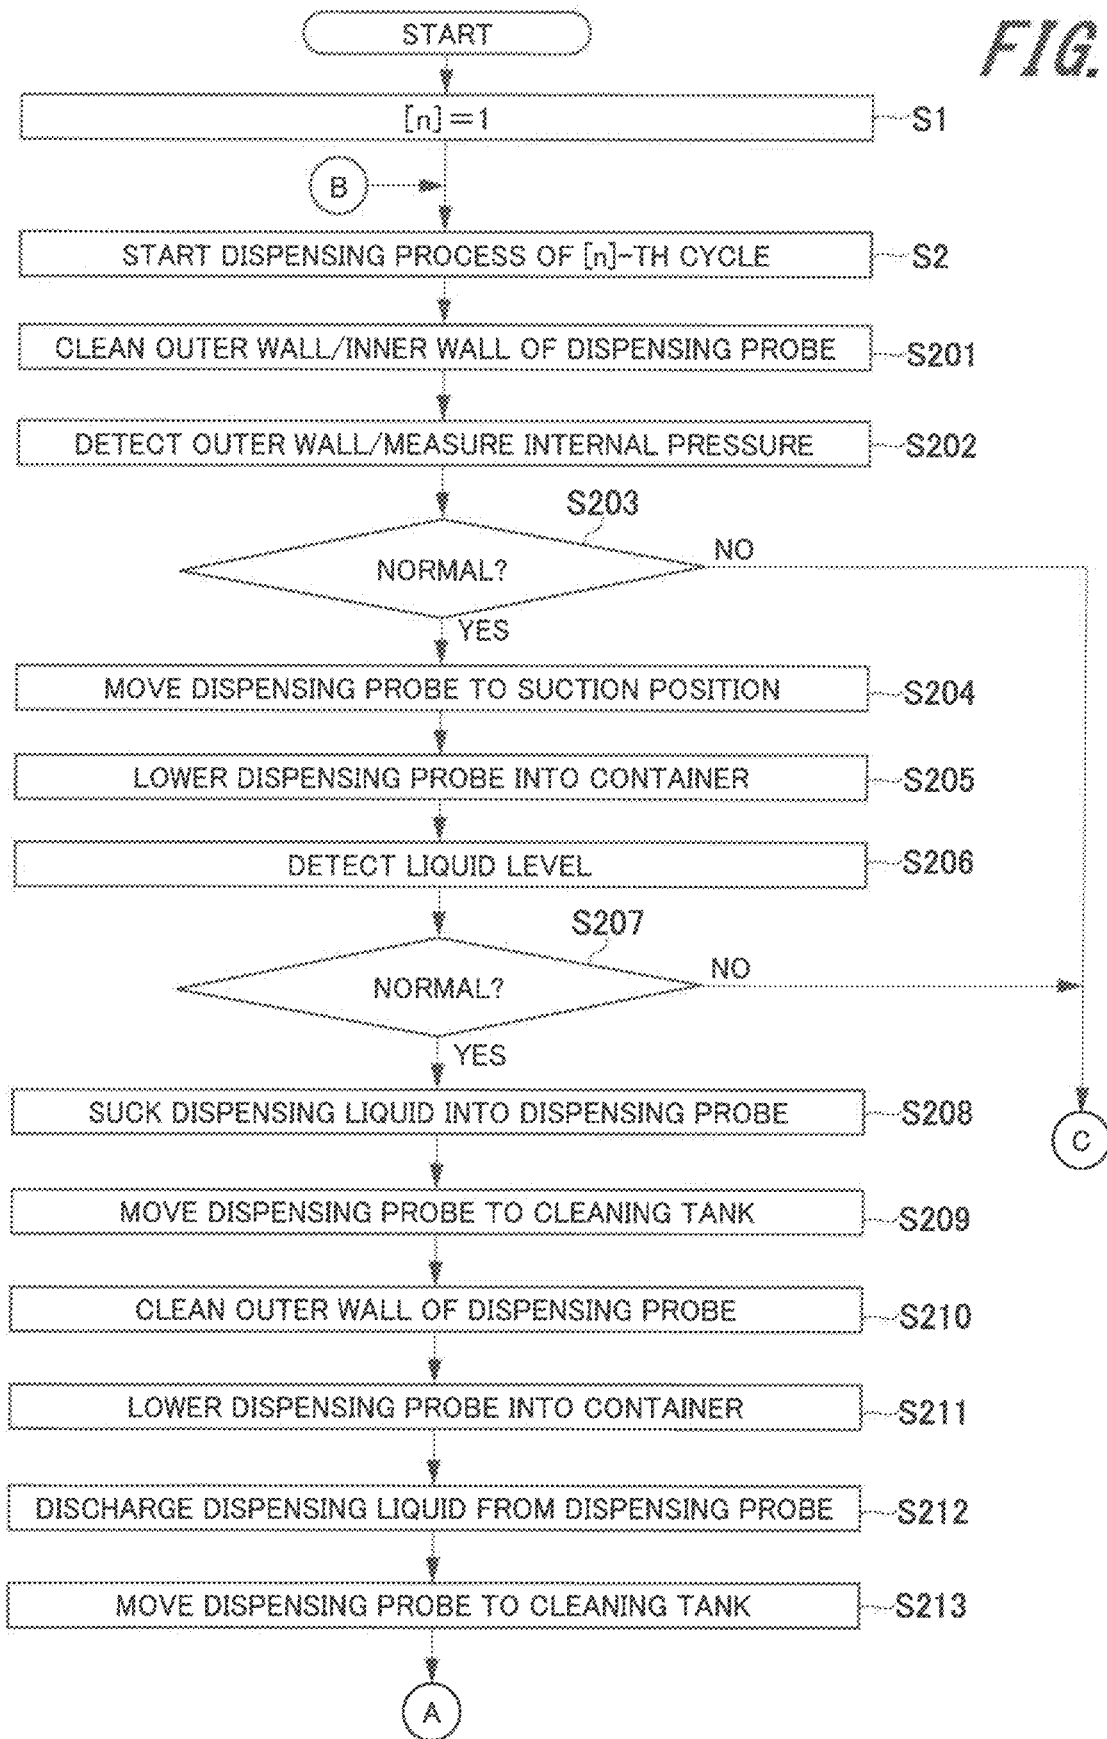 FIG.
START
[n]=1
S1
B
START DISPENSING PROCESS OF [n]-TH CYCLE
S2
CLEAN OUTER WALL/INNER WALL OF DISPENSING PROBE
S201
DETECT OUTER WALL/MEASURE INTERNAL PRESSURE
S202
S203
NORMAL?
NO
YES
MOVE DISPENSING PROBE TO SUCTION POSITION
S204
LOWER DISPENSING PROBE INTO CONTAINER
S205
DETECT LIQUID LEVEL
S206
S207
NORMAL?
NO
YES
SUCK DISPENSING LIQUID INTO DISPENSING PROBE
S208
C
MOVE DISPENSING PROBE TO CLEANING TANK
S209
CLEAN OUTER WALL OF DISPENSING PROBE
S210
LOWER DISPENSING PROBE INTO CONTAINER
S211
DISCHARGE DISPENSING LIQUID FROM DISPENSING PROBE
S212
MOVE DISPENSING PROBE TO CLEANING TANK
S213
A